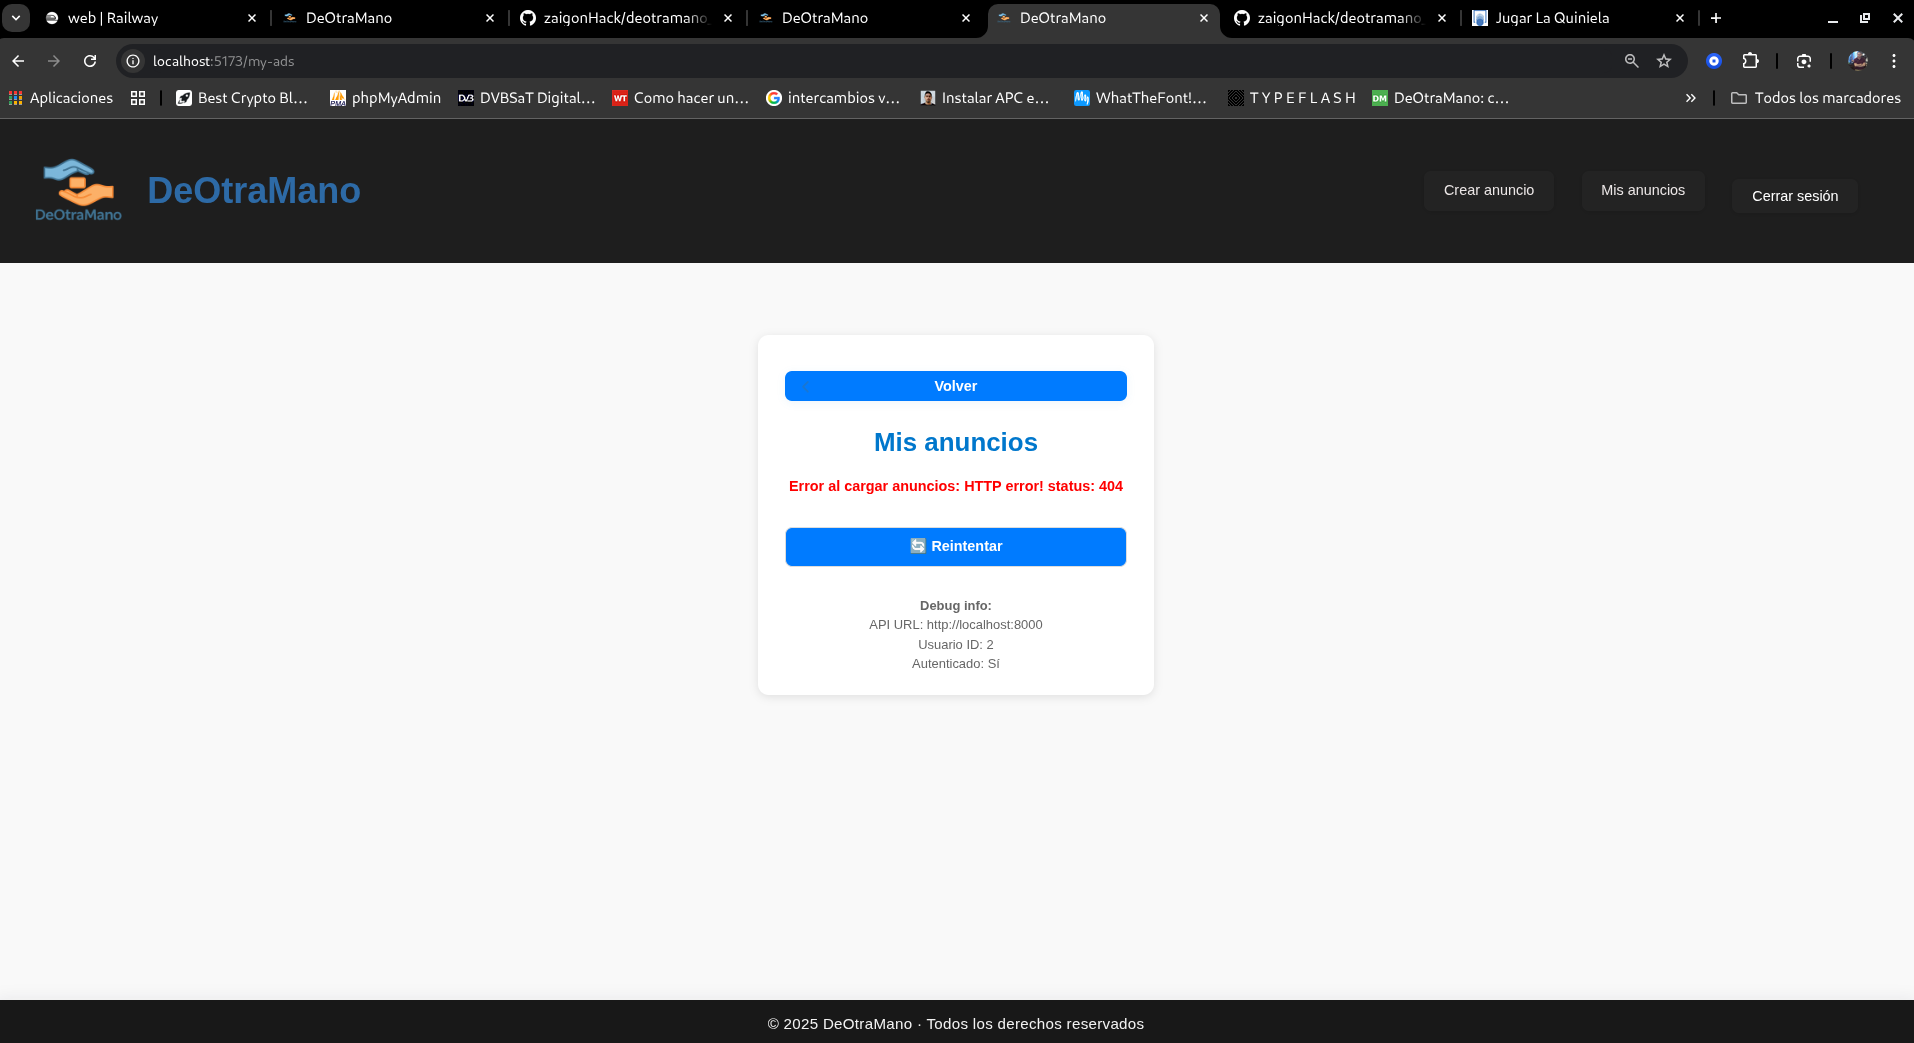 web | Railway
DeOtraMano
zaigonHack/deotramano
DeOtraMano
DeOtraMano
zaigonHack/deotramano
Jugar La Quiniela
localhost:5173/my-ads
Aplicaciones
Best Crypto Bl...
phpMyAdmin
DVBSaT Digital...
Como hacer un...
intercambios v...
Instalar APC e...
WhatTheFont!...
T Y P E F L A S H
DeOtraMano: c...
Todos los marcadores
DeOtraMano
DeOtraMano
Crear anuncio
Mis anuncios
Cerrar sesión
Volver
Mis anuncios
Error al cargar anuncios: HTTP error! status: 404
Reintentar
Debug info:
API URL: http://localhost:8000
Usuario ID: 2
Autenticado: Sí
© 2025 DeOtraMano · Todos los derechos reservados